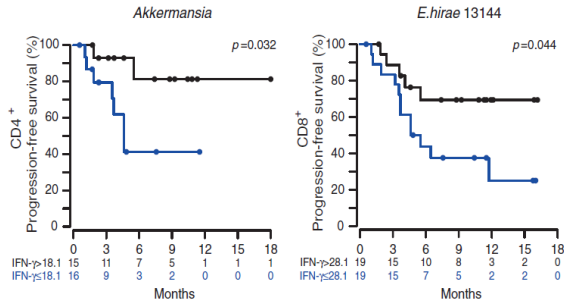 Akkermansia
p=0.032
CD4+
Progression-free survival (%)
100
80
60
40
20
0
0 3 6 9 12 15 18
IFN-γ>18.1 15 11 7 5 1 1 1
IFN-γ≤18.1 16 9 3 2 0 0 0
Months
E.hirae 13144
p=0.044
CD8+
Progression-free survival (%)
100
80
60
40
20
0
0 3 6 9 12 15 18
IFN-γ>28.1 19 15 10 8 3 2 0
IFN-γ≤28.1 19 15 7 5 2 2 0
Months